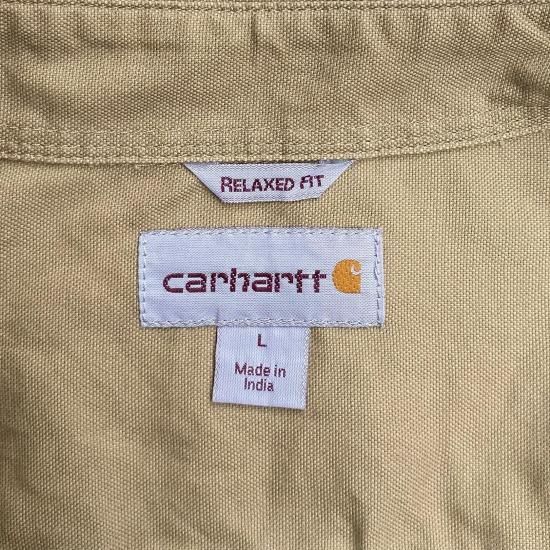 RELAXED FIT
carhartt
L
Made in
India